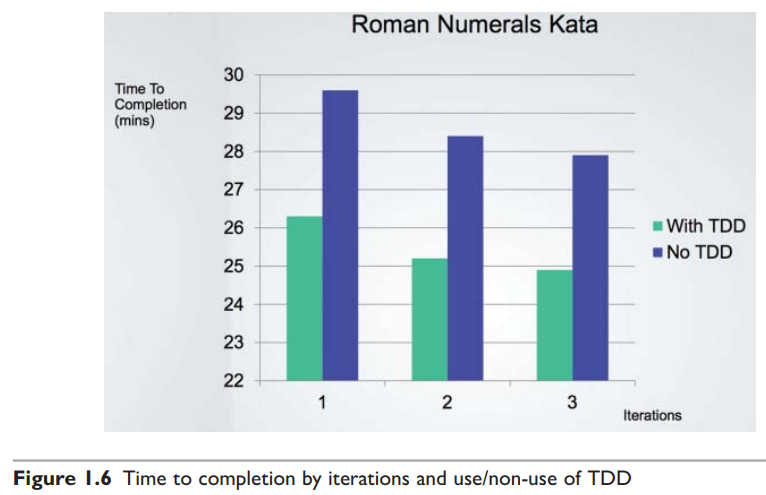 Roman Numerals Kata
Time To
Completion
(mins)
30
29
28
27
26
25
24
23
22
1 2 3
Iterations
With TDD
No TDD
Figure 1.6 Time to completion by iterations and use/non-use of TDD